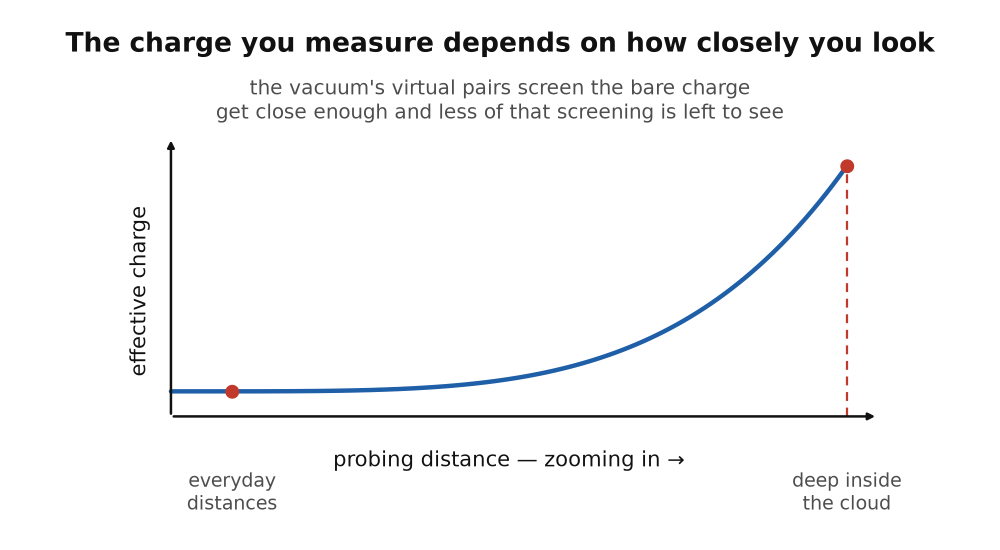 The charge you measure depends on how closely you look
the vacuum's virtual pairs screen the bare charge
get close enough and less of that screening is left to see
effective charge
probing distance — zooming in →
everyday
distances
deep inside
the cloud